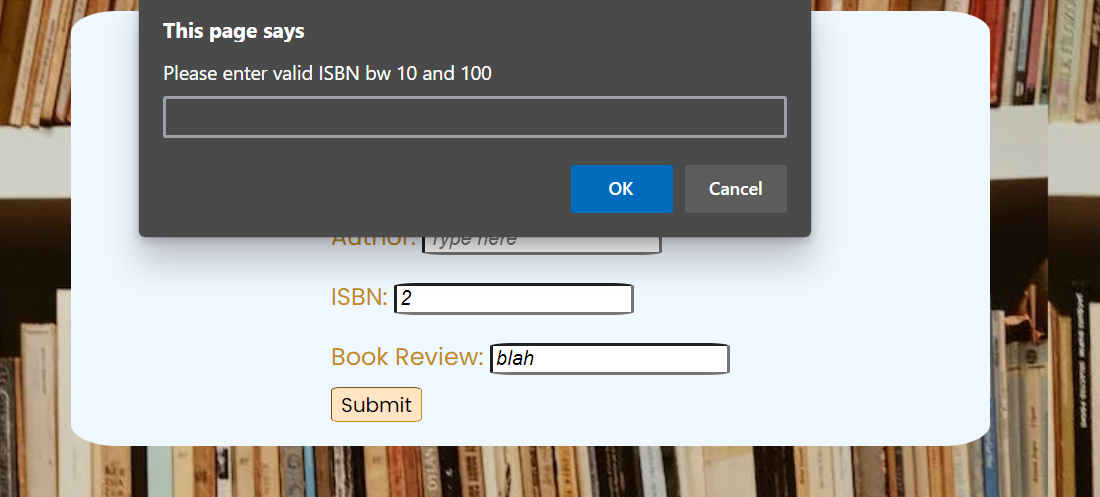 This page says
Please enter valid ISBN bw 10 and 100
OK
Cancel
Author: Type here
ISBN: 2
Book Review: blah
Submit